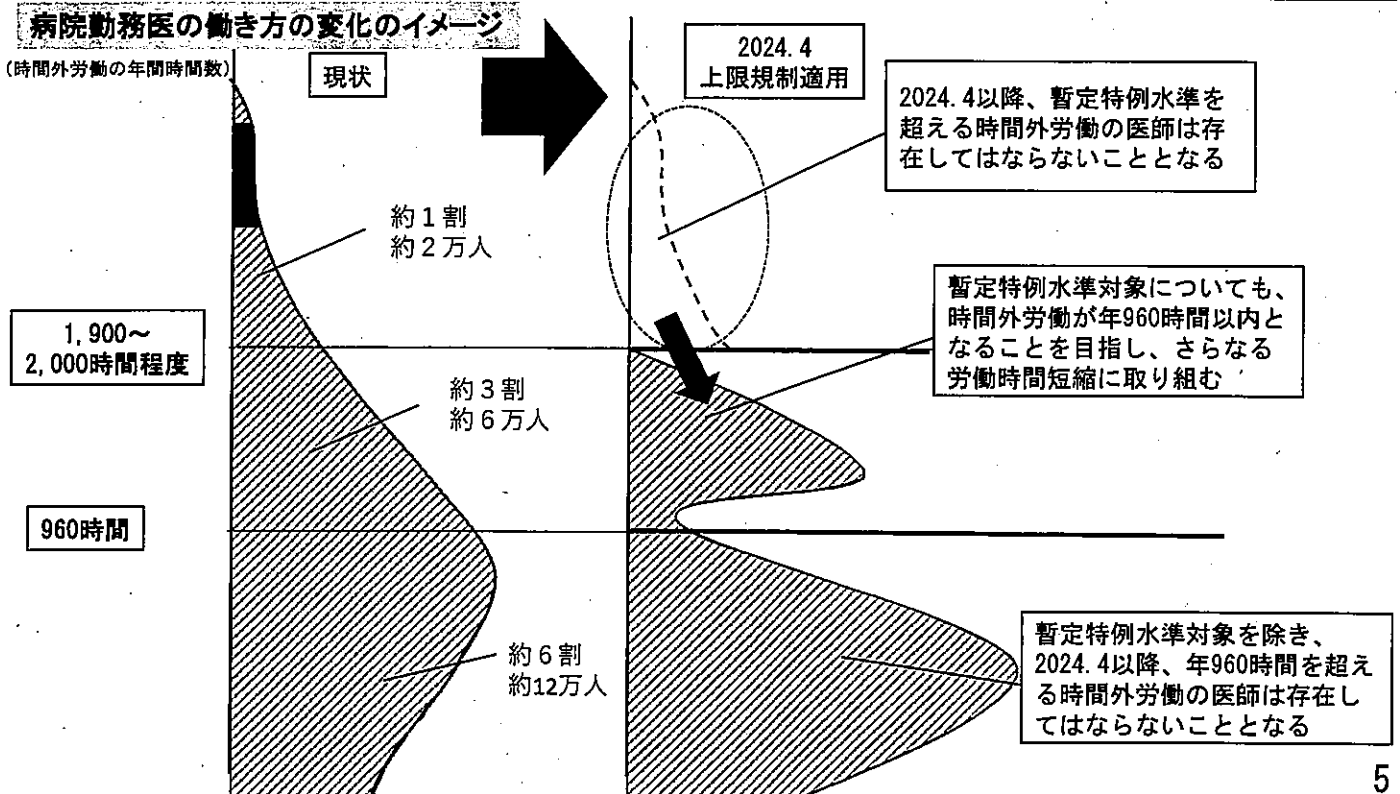 病院勤務医の働き方の変化のイメージ
(時間外労働の年間時間数)
現状
2024.4
上限規制適用
2024.4以降、暫定特例水準を
超える時間外労働の医師は存
在してはならないこととなる
約1割
約2万人
1,900～
2,000時間程度
暫定特例水準対象についても、
時間外労働が年960時間以内と
なることを目指し、さらなる
労働時間短縮に取り組む
約3割
約6万人
960時間
約6割
約12万人
暫定特例水準対象を除き、
2024.4以降、年960時間を超え
る時間外労働の医師は存在し
てはならないこととなる
5